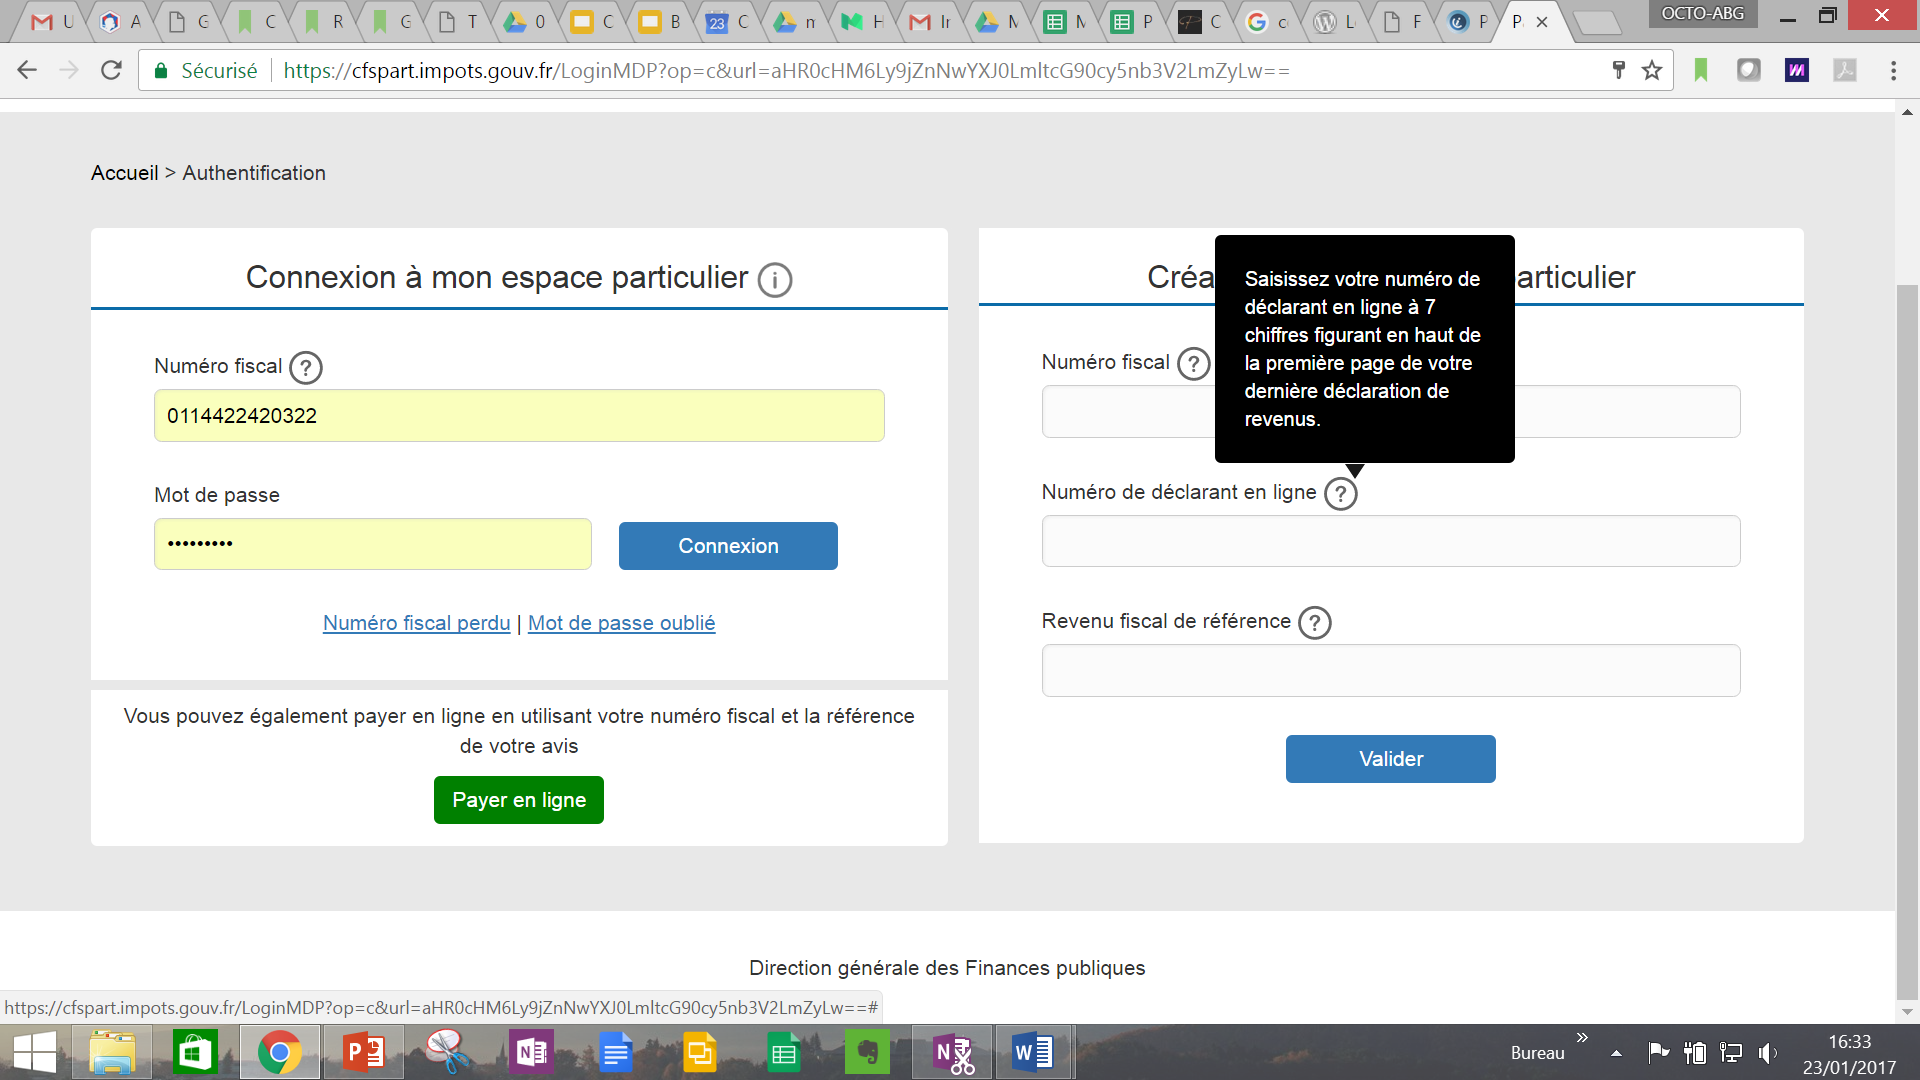 U A G C R G T 0 C B 23 C n H Ir M M P C c L F P P OCTO-ABG
Sécurisé https://cfspart.impots.gouv.fr/LoginMDP?op=c&url=aHR0cHM6Ly9jZnNwYXJ0LmltcG90cy5nb3V2LmZyLw==
Accueil > Authentification
Connexion à mon espace particulier
Numéro fiscal ?
0114422420322
Mot de passe
•••••••••
Connexion
Numéro fiscal perdu | Mot de passe oublié
Vous pouvez également payer en ligne en utilisant votre numéro fiscal et la référence
de votre avis
Payer en ligne
Créa articulier
Saisissez votre numéro de
déclarant en ligne à 7
chiffres figurant en haut de
la première page de votre
dernière déclaration de
revenus.
Numéro fiscal ?
Numéro de déclarant en ligne ?
Revenu fiscal de référence ?
Valider
Direction générale des Finances publiques
https://cfspart.impots.gouv.fr/LoginMDP?op=c&url=aHR0cHM6Ly9jZnNwYXJ0LmltcG90cy5nb3V2LmZyLw==#
Bureau
16:33
23/01/2017